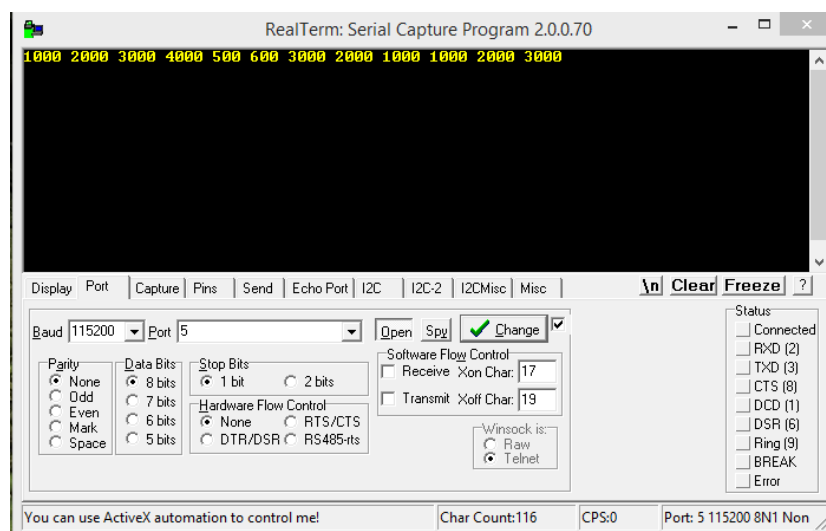 RealTerm: Serial Capture Program 2.0.0.70
1000 2000 3000 4000 500 600 3000 2000 1000 1000 2000 3000
Display Port Capture Pins Send Echo Port I2C I2C-2 I2CMisc Misc \n Clear Freeze ?
Baud 115200 Port 5 Open Spy Change
Parity
None
Odd
Even
Mark
Space
Data Bits
8 bits
7 bits
6 bits
5 bits
Stop Bits
1 bit 2 bits
Hardware Flow Control
None RTS/CTS
DTR/DSR RS485-rts
Software Flow Control
Receive Xon Char: 17
Transmit Xoff Char: 19
Winsock is:
Raw
Telnet
Status
Connected
RXD (2)
TXD (3)
CTS (8)
DCD (1)
DSR (6)
Ring (9)
BREAK
Error
You can use ActiveX automation to control me! Char Count:116 CPS:0 Port: 5 115200 8N1 Non